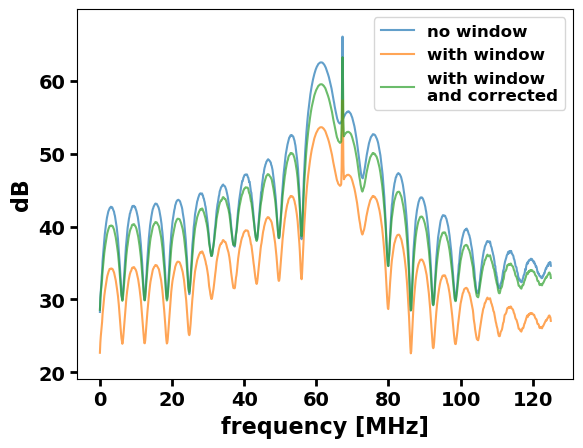 no window
with window
with window
and corrected
60
50
40
30
20
dB
0 20 40 60 80 100 120
frequency [MHz]